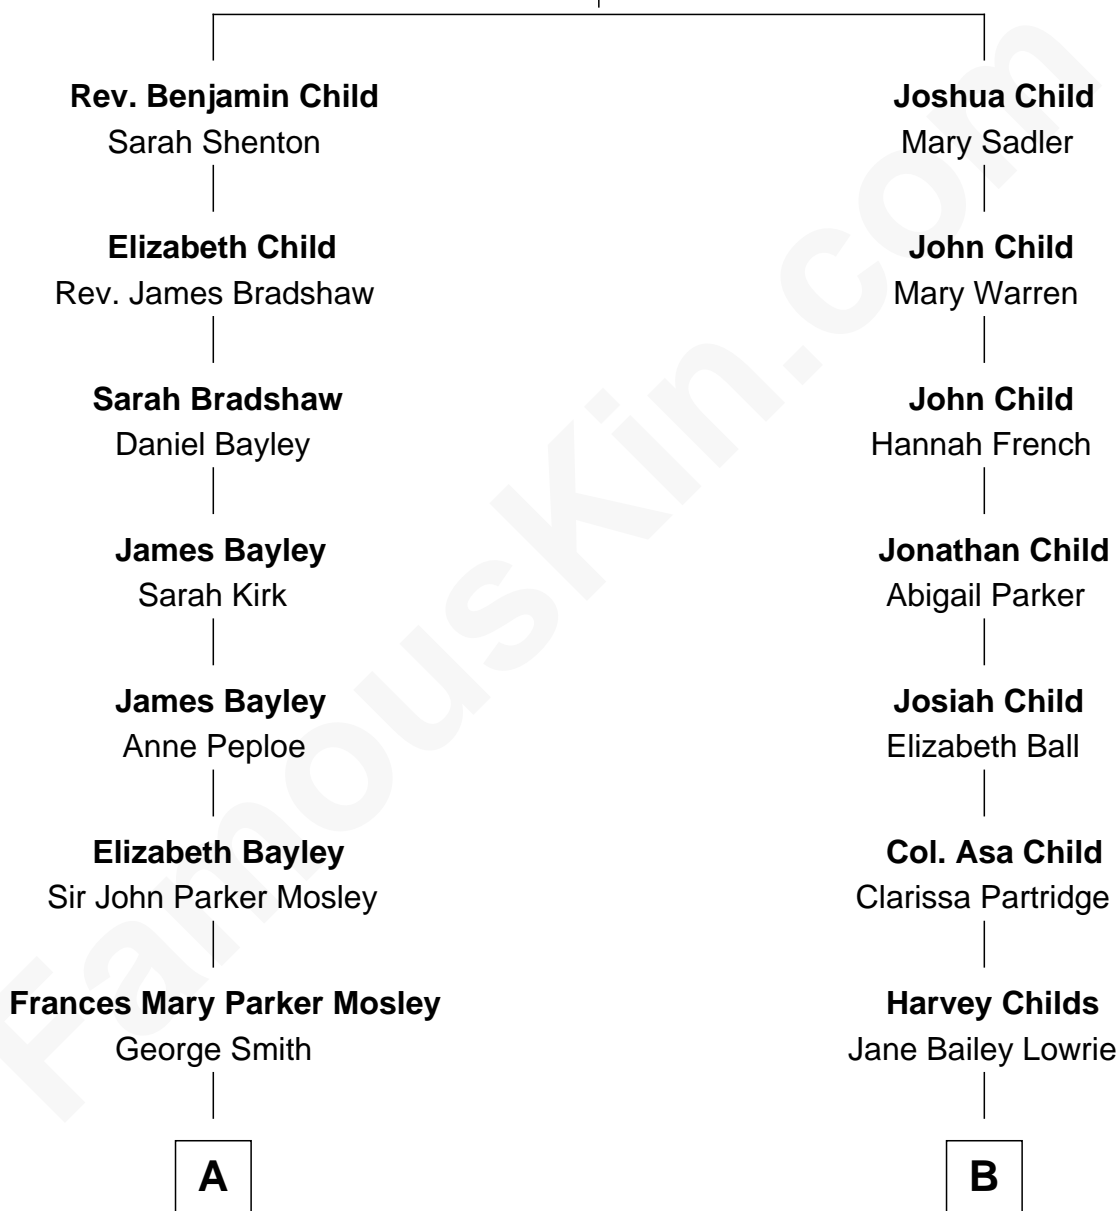 Rev. Benjamin Child
Sarah Shenton
Elizabeth Child
Rev. James Bradshaw
Sarah Bradshaw
Daniel Bayley
James Bayley
Sarah Kirk
James Bayley
Anne Peploe
Elizabeth Bayley
Sir John Parker Mosley
Frances Mary Parker Mosley
George Smith
A
Joshua Child
Mary Sadler
John Child
Mary Warren
John Child
Hannah French
Jonathan Child
Abigail Parker
Josiah Child
Elizabeth Ball
Col. Asa Child
Clarissa Partridge
Harvey Childs
Jane Bailey Lowrie
B
FamousKin.com